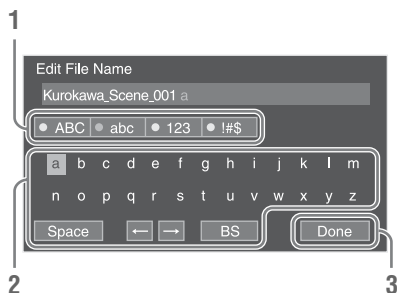 1
Edit File Name
Kurokawa_Scene_001 a
ABC abc 123 !#$
a b c d e f g h i j k l m
n o p q r s t u v w x y z
Space ← → BS Done
2 3